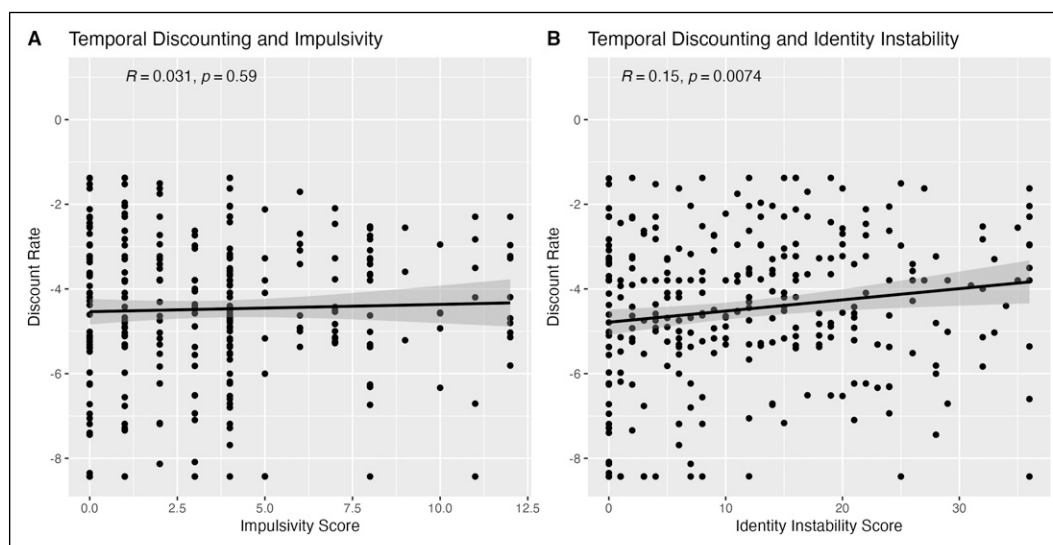 A Temporal Discounting and Impulsivity
R = 0.031, p = 0.59
0
-2
-4
-6
-8
Discount Rate
0.0 2.5 5.0 7.5 10.0 12.5
Impulsivity Score
B Temporal Discounting and Identity Instability
R = 0.15, p = 0.0074
0
-2
-4
-6
-8
Discount Rate
0 10 20 30
Identity Instability Score